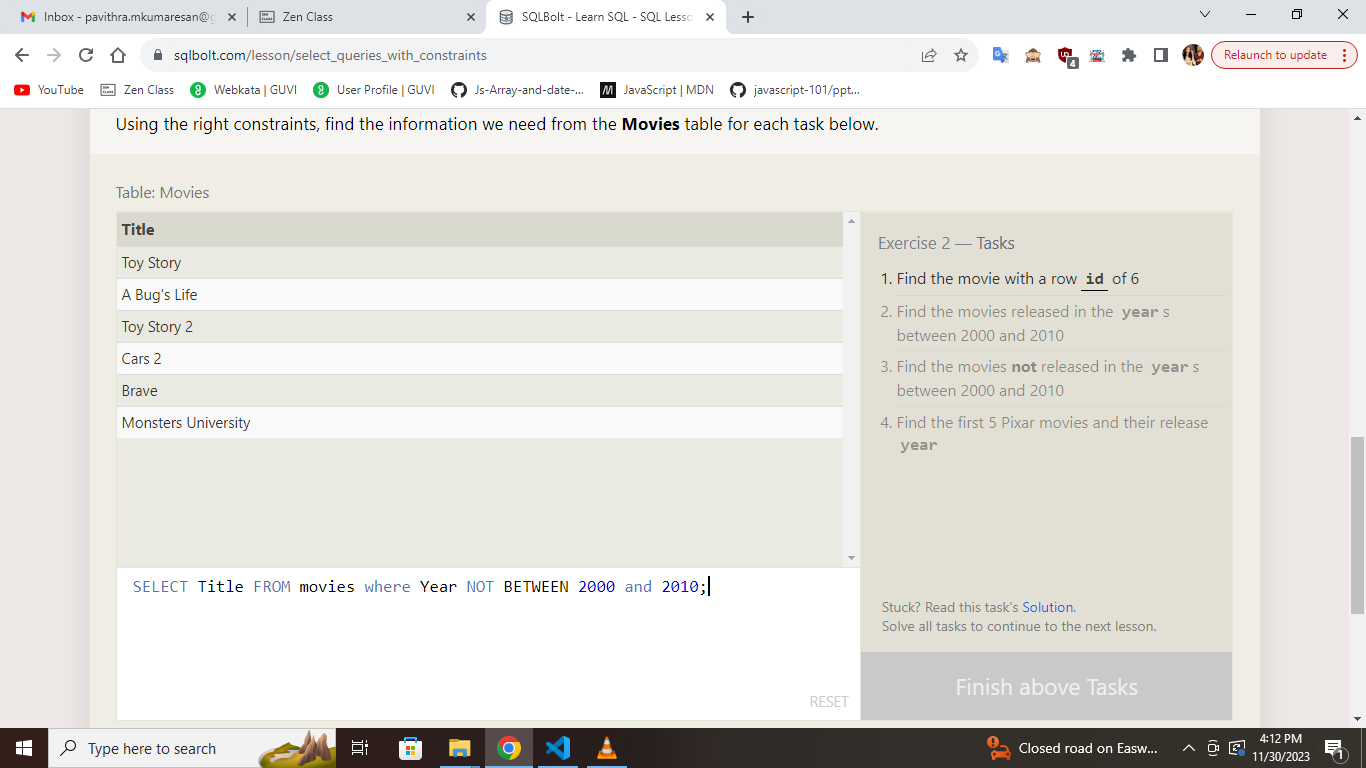 Inbox - pavithra.mkumaresan@g
Zen Class
SQLBolt - Learn SQL - SQL Lesso
sqlbolt.com/lesson/select_queries_with_constraints
4
Relaunch to update
YouTube
Zen Class
Webkata | GUVI
User Profile | GUVI
Js-Array-and-date-...
JavaScript | MDN
javascript-101/ppt...
Using the right constraints, find the information we need from the Movies table for each task below.
Table: Movies
Title
Toy Story
A Bug's Life
Toy Story 2
Cars 2
Brave
Monsters University
SELECT Title FROM movies where Year NOT BETWEEN 2000 and 2010;
RESET
Exercise 2 — Tasks
1. Find the movie with a row id of 6
2. Find the movies released in the year s
between 2000 and 2010
3. Find the movies not released in the year s
between 2000 and 2010
4. Find the first 5 Pixar movies and their release
year
Stuck? Read this task's Solution.
Solve all tasks to continue to the next lesson.
Finish above Tasks
Type here to search
Closed road on Easw...
4:12 PM
11/30/2023
1